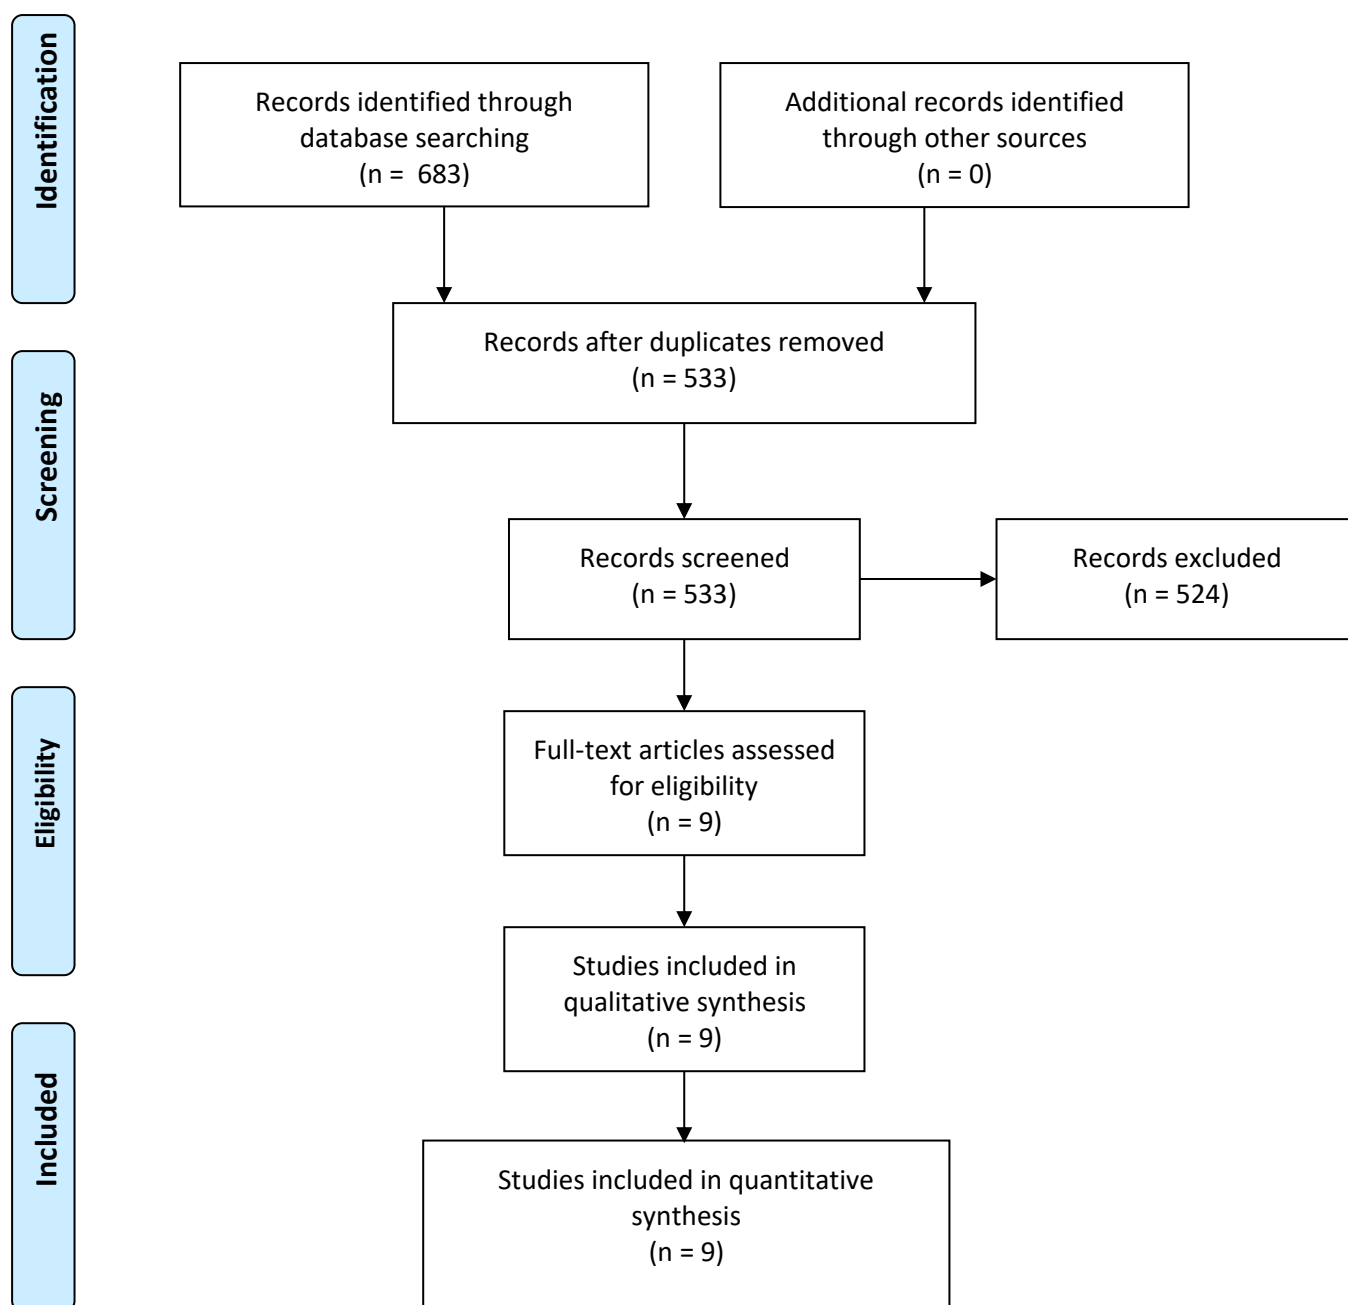 Identification
Records identified through
database searching
(n =  683)
Additional records identified
through other sources
(n = 0)
Records after duplicates removed
(n = 533)
Screening
Records screened
(n = 533)
Records excluded
(n = 524)
Eligibility
Full-text articles assessed
for eligibility
(n = 9)
Studies included in
qualitative synthesis
(n = 9)
Included
Studies included in quantitative
synthesis
(n = 9)